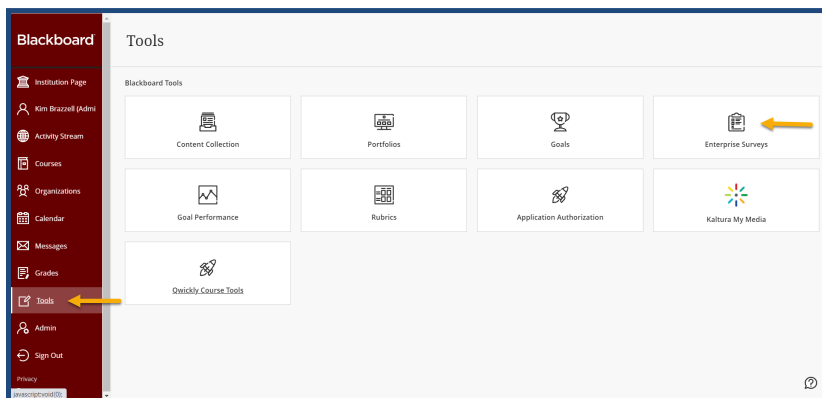 Blackboard
Tools
Institution Page
Blackboard Tools
Kim Brazzell (Admi
Activity Stream
Content Collection
Portfolios
Goals
Enterprise Surveys
Courses
Organizations
Calendar
Goal Performance
Rubrics
Application Authorization
Kaltura My Media
Messages
Grades
Qwickly Course Tools
Tools
Admin
Sign Out
Privacy
javascript:void(0);